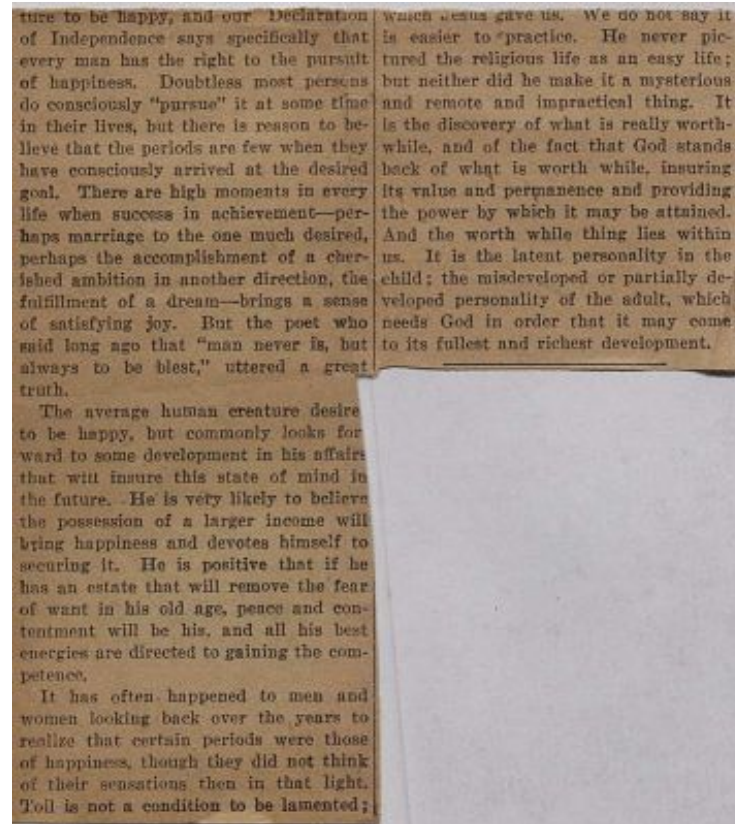 ture to be happy, and our Declaration
of Independence says specifically that
every man has the right to the pursuit
of happiness. Doubtless most persons
do consciously "pursue" it at some time
in their lives, but there is reason to be-
lieve that the periods are few when they
have consciously arrived at the desired
goal. There are high moments in every
life when success in achievement—per-
haps marriage to the one much desired,
perhaps the accomplishment of a cher-
ished ambition in another direction, the
fulfillment of a dream—brings a sense
of satisfying joy. But the poet who
said long ago that "man never is, but
always to be blest," uttered a great
truth.
The average human creature desire
to be happy, but commonly looks for
ward to some development in his affairs
that will insure this state of mind in
the future. He is very likely to believe
the possession of a larger income will
bring happiness and devotes himself to
securing it. He is positive that if he
has an estate that will remove the fear
of want in his old age, peace and con-
tentment will be his, and all his best
energies are directed to gaining the com-
petence.
It has often happened to men and
women looking back over the years to
realize that certain periods were those
of happiness, though they did not think
of their sensations then in that light.
Toil is not a condition to be lamented;
which Jesus gave us. We do not say it
is easier to practice. He never pic-
tured the religious life as an easy life;
but neither did he make it a mysterious
and remote and impractical thing. It
is the discovery of what is really worth-
while, and of the fact that God stands
back of what is worth while, insuring
its value and permanence and providing
the power by which it may be attained.
And the worth while thing lies within
us. It is the latent personality in the
child; the misdeveloped or partially de-
veloped personality of the adult, which
needs God in order that it may come
to its fullest and richest development.